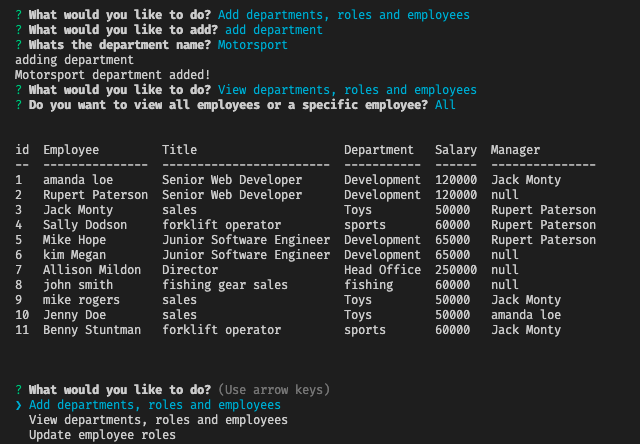 ? What would you like to do? Add departments, roles and employees
? What would you like to add? add department
? Whats the department name? Motorsport
adding department
Motorsport department added!
? What would you like to do? View departments, roles and employees
? Do you want to view all employees or a specific employee? All
id  Employee         Title                     Department   Salary  Manager
--  ---------------  ------------------------  -----------  ------  ---------------
1   amanda loe       Senior Web Developer      Development  120000  Jack Monty
2   Rupert Paterson  Senior Web Developer      Development  120000  null
3   Jack Monty       sales                     Toys         50000   Rupert Paterson
4   Sally Dodson     forklift operator         sports       60000   Rupert Paterson
5   Mike Hope        Junior Software Engineer  Development  65000   Rupert Paterson
6   kim Megan        Junior Software Engineer  Development  65000   null
7   Allison Mildon   Director                  Head Office  250000  null
8   john smith       fishing gear sales        fishing      60000   null
9   mike rogers      sales                     Toys         50000   Jack Monty
10  Jenny Doe        sales                     Toys         50000   amanda loe
11  Benny Stuntman   forklift operator         sports       60000   Jack Monty
? What would you like to do? (Use arrow keys)
❯ Add departments, roles and employees
  View departments, roles and employees
  Update employee roles